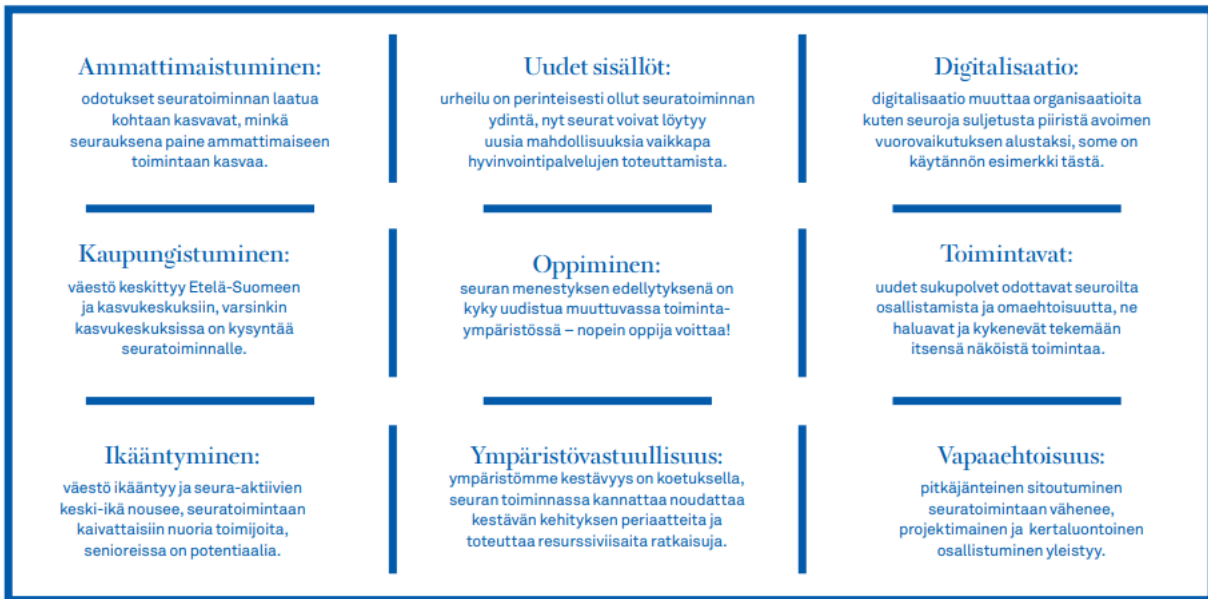 Ammattimaistuminen:
odotukset seuratoiminnan laatua
kohtaan kasvavat, minkä
seurauksena paine ammattimaiseen
toimintaan kasvaa.
Uudet sisällöt:
urheilu on perinteisesti ollut seuratoiminnan
ydintä, nyt seurat voivat löytyy
uusia mahdollisuuksia vaikkapa
hyvinvointipalvelujen toteuttamista.
Digitalisaatio:
digitalisaatio muuttaa organisaatioita
kuten seuroja suljetusta piiristä avoimen
vuorovaikutuksen alustaksi, some on
käytännön esimerkki tästä.
Kaupungistuminen:
väestö keskittyy Etelä-Suomeen
ja kasvukeskuksiin, varsinkin
kasvukeskuksissa on kysyntää
seuratoiminnalle.
Oppiminen:
seuran menestyksen edellytyksenä on
kyky uudistua muuttuvassa toiminta-
ympäristössä – nopein oppija voittaa!
Toimintavat:
uudet sukupolvet odottavat seuroilta
osallistamista ja omaehtoisuutta, ne
haluavat ja kykenevät tekemään
itsensä näköistä toimintaa.
Ikääntyminen:
väestö ikääntyy ja seura-aktiivien
keski-ikä nousee, seuratoimintaan
kaivattaisiin nuoria toimijoita,
senioreissa on potentiaalia.
Ympäristövastuullisuus:
ympäristömme kestävyys on koetuksella,
seuran toiminnassa kannattaa noudattaa
kestävän kehityksen periaatteita ja
toteuttaa resurssiviisaita ratkaisuja.
Vapaaehtoisuus:
pitkäjänteinen sitoutuminen
seuratoimintaan vähenee,
projektimainen ja kertaluontoinen
osallistuminen yleistyy.